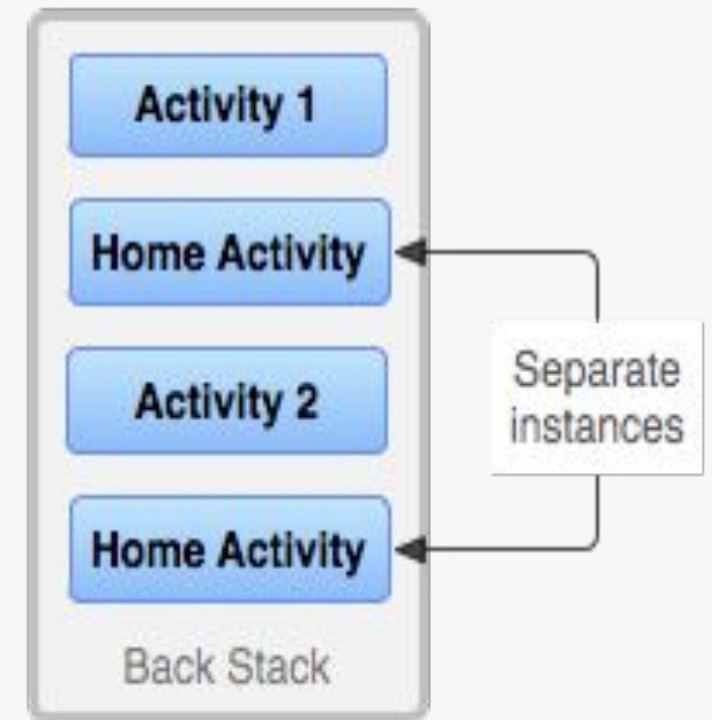 Activity 1
Home Activity
Activity 2
Home Activity
Back Stack
Separate
instances